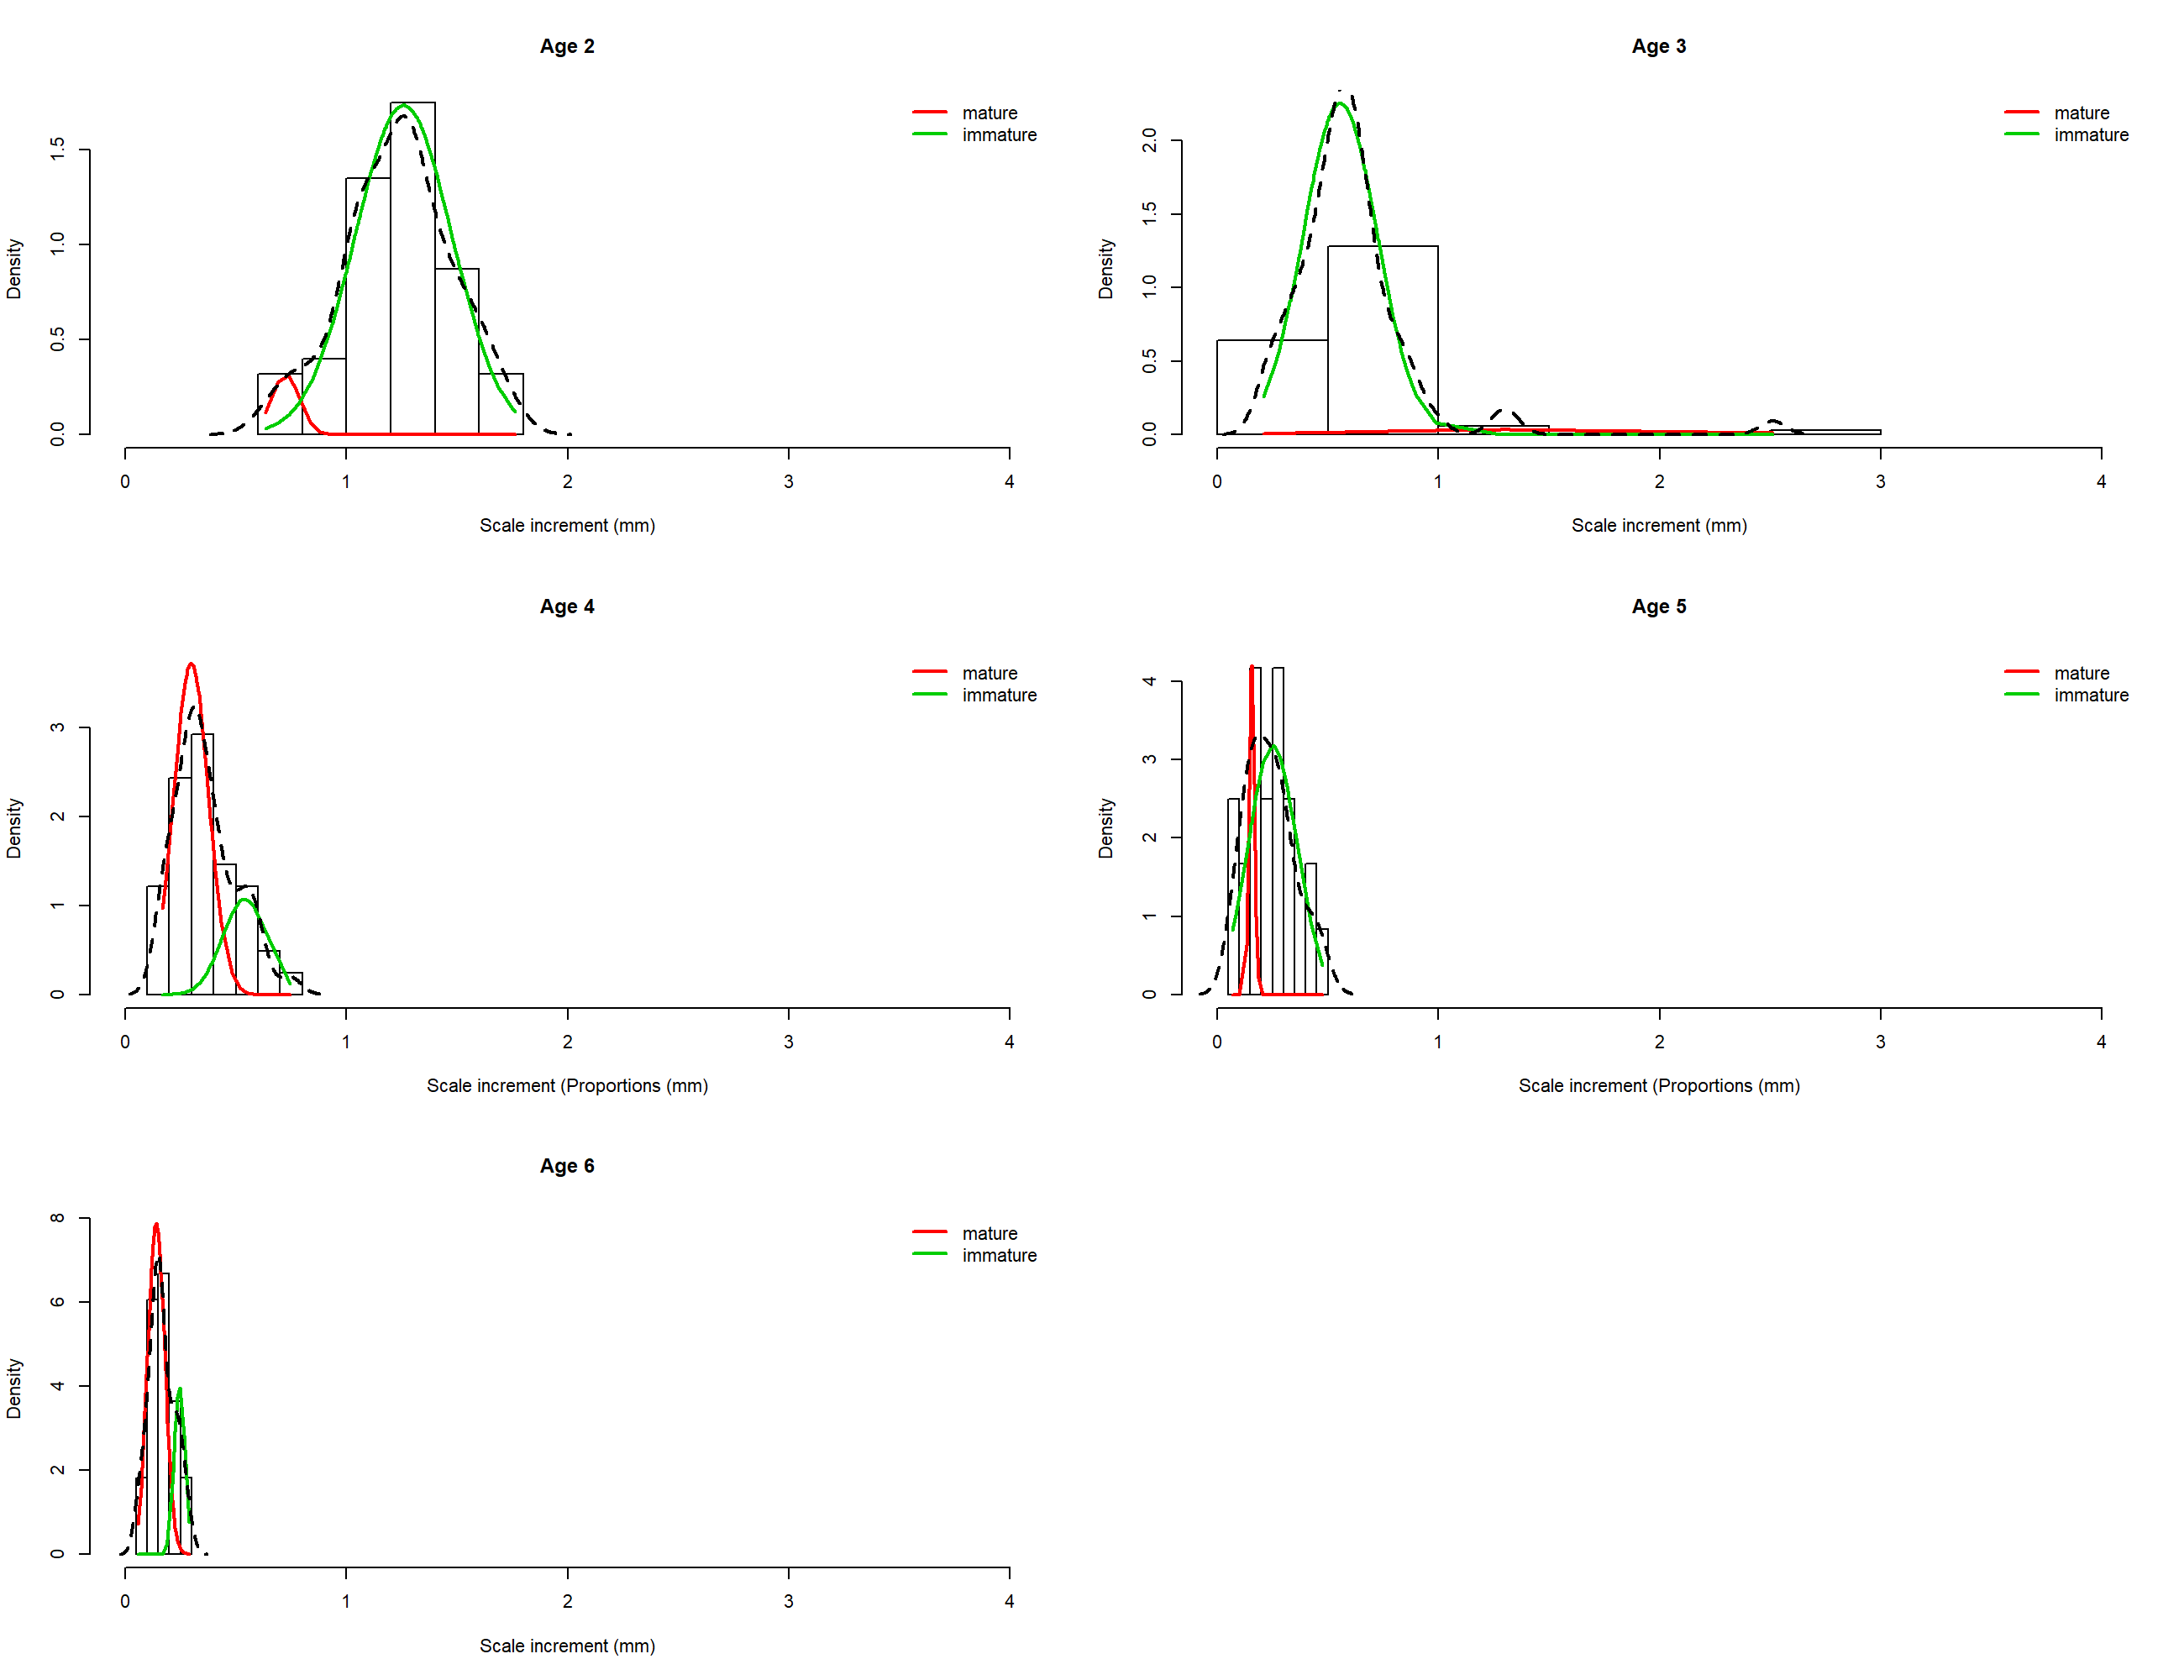 Age 2
mature
immature
1.5
1.0
0.5
0.0
Density
0 1 2 3 4
Scale increment (mm)
Age 3
mature
immature
2.0
1.5
1.0
0.5
0.0
Density
0 1 2 3 4
Scale increment (mm)
Age 4
mature
immature
3
2
1
0
Density
0 1 2 3 4
Scale increment (Proportions (mm)
Age 5
mature
immature
4
3
2
1
0
Density
0 1 2 3 4
Scale increment (Proportions (mm)
Age 6
mature
immature
8
6
4
2
0
Density
0 1 2 3 4
Scale increment (mm)